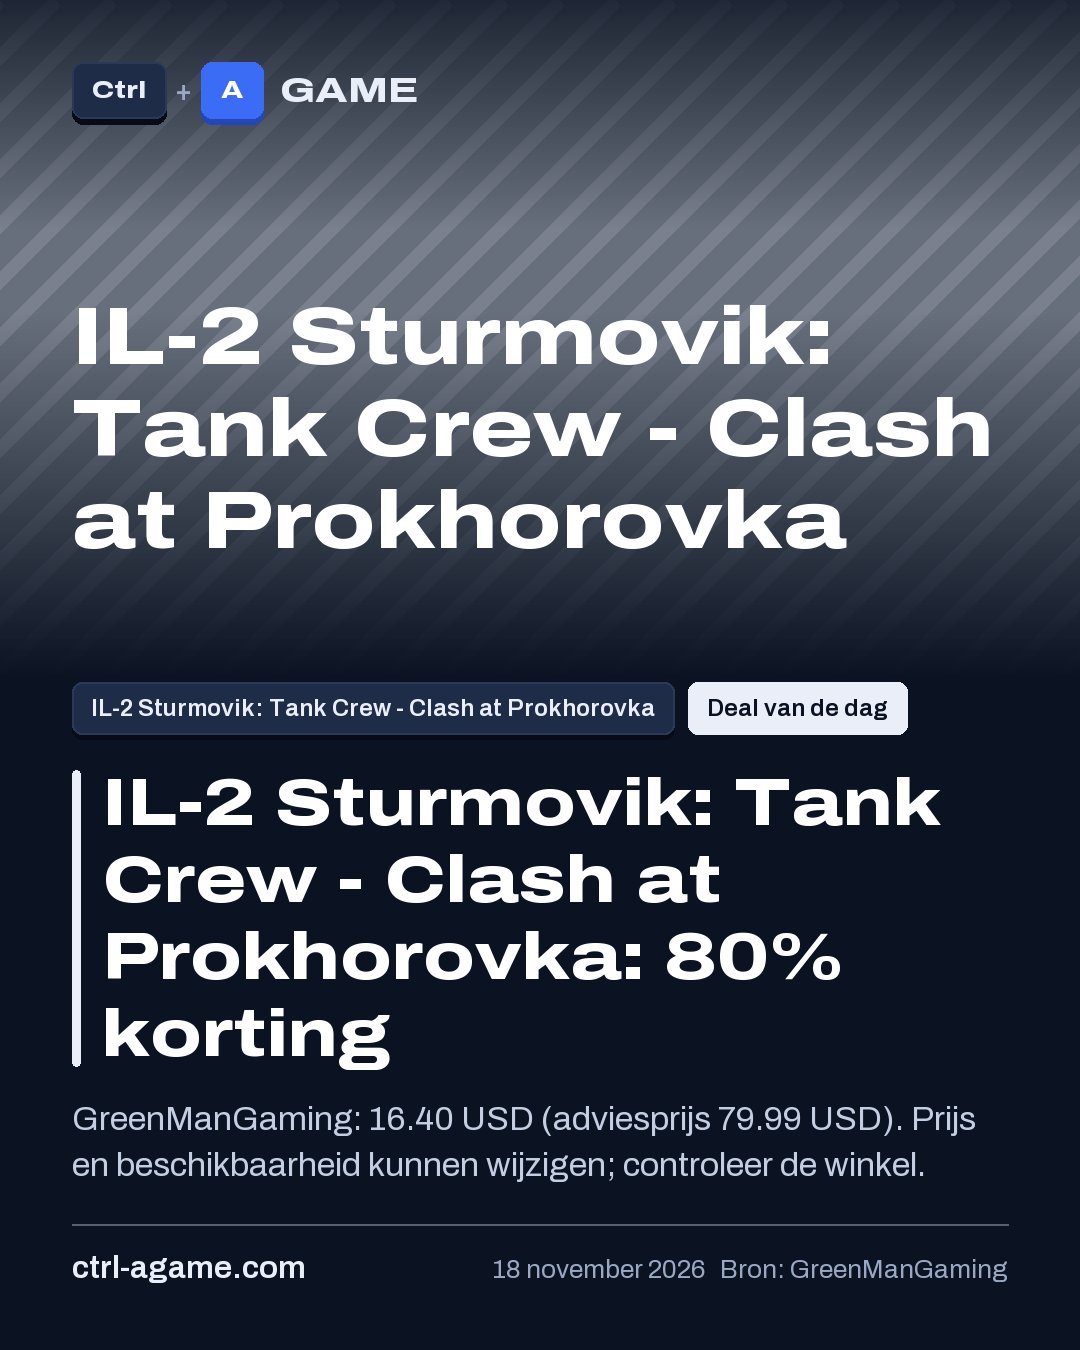 Ctrl + A GAME
IL-2 Sturmovik:
Tank Crew - Clash
at Prokhorovka
IL-2 Sturmovik: Tank Crew - Clash at Prokhorovka Deal van de dag
IL-2 Sturmovik: Tank
Crew - Clash at
Prokhorovka: 80%
korting
GreenManGaming: 16.40 USD (adviesprijs 79.99 USD). Prijs
en beschikbaarheid kunnen wijzigen; controleer de winkel.
ctrl-agame.com 18 november 2026 Bron: GreenManGaming